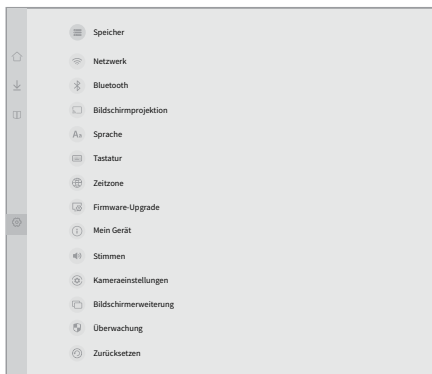 Speicher
Netzwerk
Bluetooth
Bildschirmprojektion
Sprache
Tastatur
Zeitzone
Firmware-Upgrade
Mein Gerät
Stimmen
Kameraeinstellungen
Bildschirmerweiterung
Überwachung
Zurücksetzen